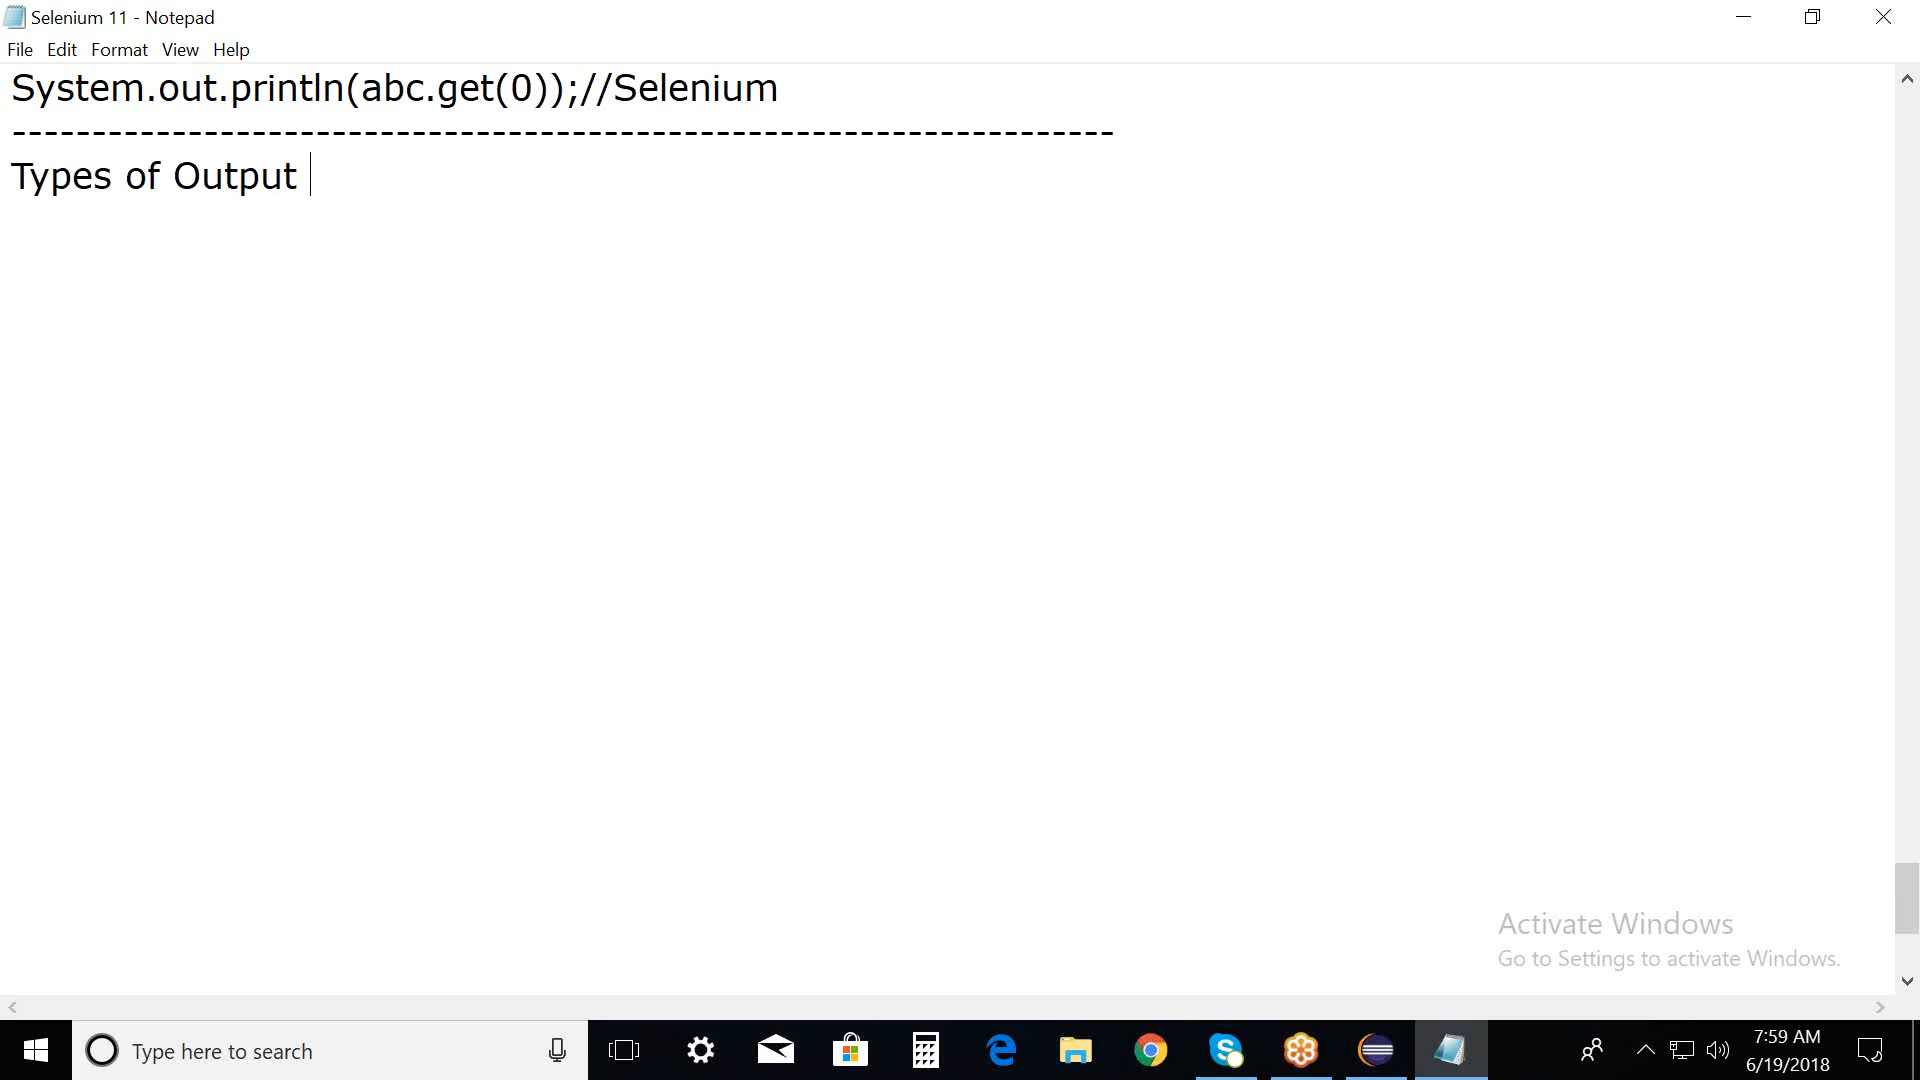 Selenium 11 - Notepad
File Edit Format View Help
System.out.println(abc.get(0));//Selenium
---------------------------------------------------------------------
Types of Output
Activate Windows
Go to Settings to activate Windows.
Type here to search
7:59 AM
6/19/2018